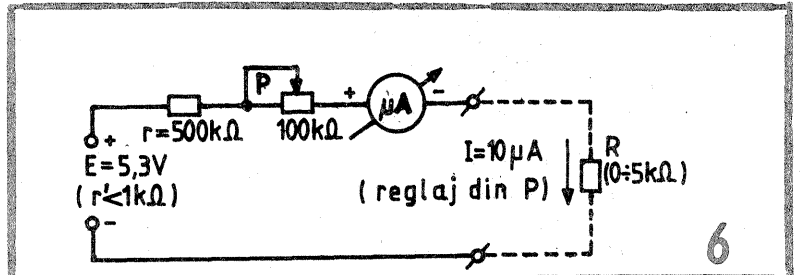 P
+ μA -
r=500kΩ 100kΩ
+
E=5,3V
(r'<1kΩ)
-
I=10μA
(reglaj din P)
R
(0÷5kΩ)
6